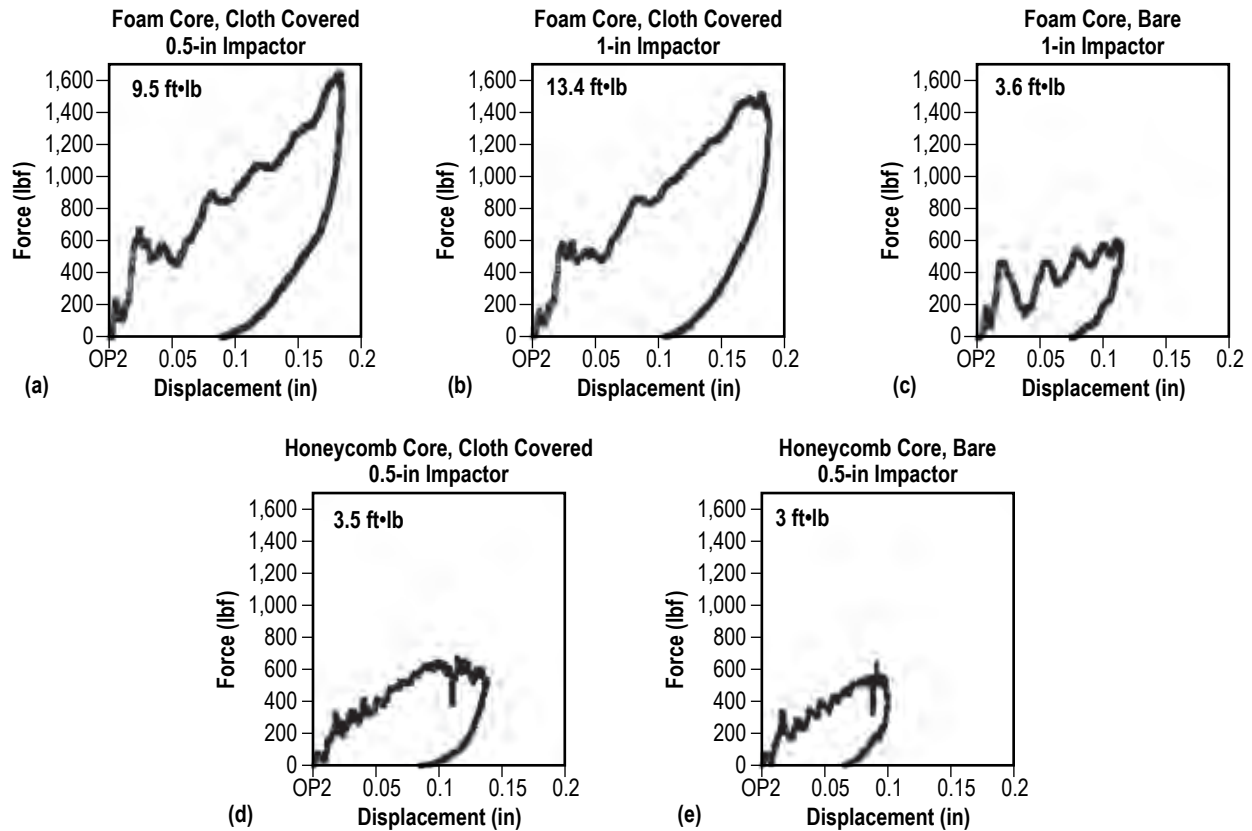 Foam Core, Cloth Covered
0.5-in Impactor
9.5 ft•lb
1,600
1,400
1,200
1,000
800
600
400
200
0
Force (lbf)
OP2 0.05 0.1 0.15 0.2
Displacement (in)
(a)
Foam Core, Cloth Covered
1-in Impactor
13.4 ft•lb
1,600
1,400
1,200
1,000
800
600
400
200
0
Force (lbf)
OP2 0.05 0.1 0.15 0.2
Displacement (in)
(b)
Foam Core, Bare
1-in Impactor
3.6 ft•lb
1,600
1,400
1,200
1,000
800
600
400
200
0
Force (lbf)
OP2 0.05 0.1 0.15 0.2
Displacement (in)
(c)
Honeycomb Core, Cloth Covered
0.5-in Impactor
3.5 ft•lb
1,600
1,400
1,200
1,000
800
600
400
200
0
Force (lbf)
OP2 0.05 0.1 0.15 0.2
Displacement (in)
(d)
Honeycomb Core, Bare
0.5-in Impactor
3 ft•lb
1,600
1,400
1,200
1,000
800
600
400
200
0
Force (lbf)
OP2 0.05 0.1 0.15 0.2
Displacement (in)
(e)